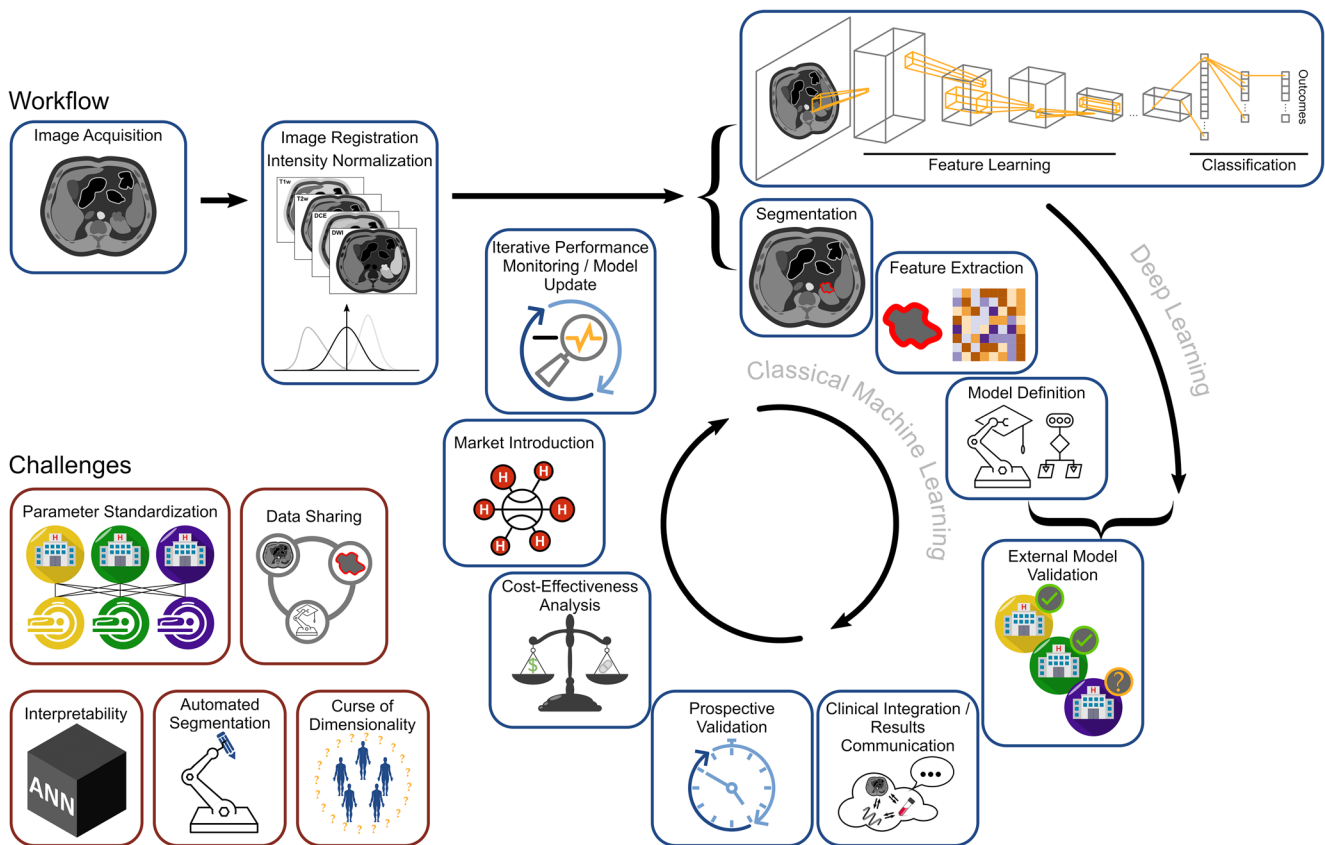 Workflow
Image Acquisition
Image Registration
Intensity Normalization
T1w
T2w
DCE
DWI
Outcomes
...
Feature Learning
Classification
Segmentation
Feature Extraction
Deep Learning
Classical Machine Learning
Model Definition
External Model
Validation
H
H
H
?
Clinical Integration /
Results
Communication
Prospective
Validation
Cost-Effectiveness
Analysis
$
Market Introduction
H
H
H
H
H
H
Iterative Performance
Monitoring / Model
Update
Challenges
Parameter Standardization
H
H
H
Data Sharing
Interpretability
ANN
Automated
Segmentation
Curse of
Dimensionality
? ? ? ? ? ? ? ? ? ? ? ? ? ? ? ? ? ?